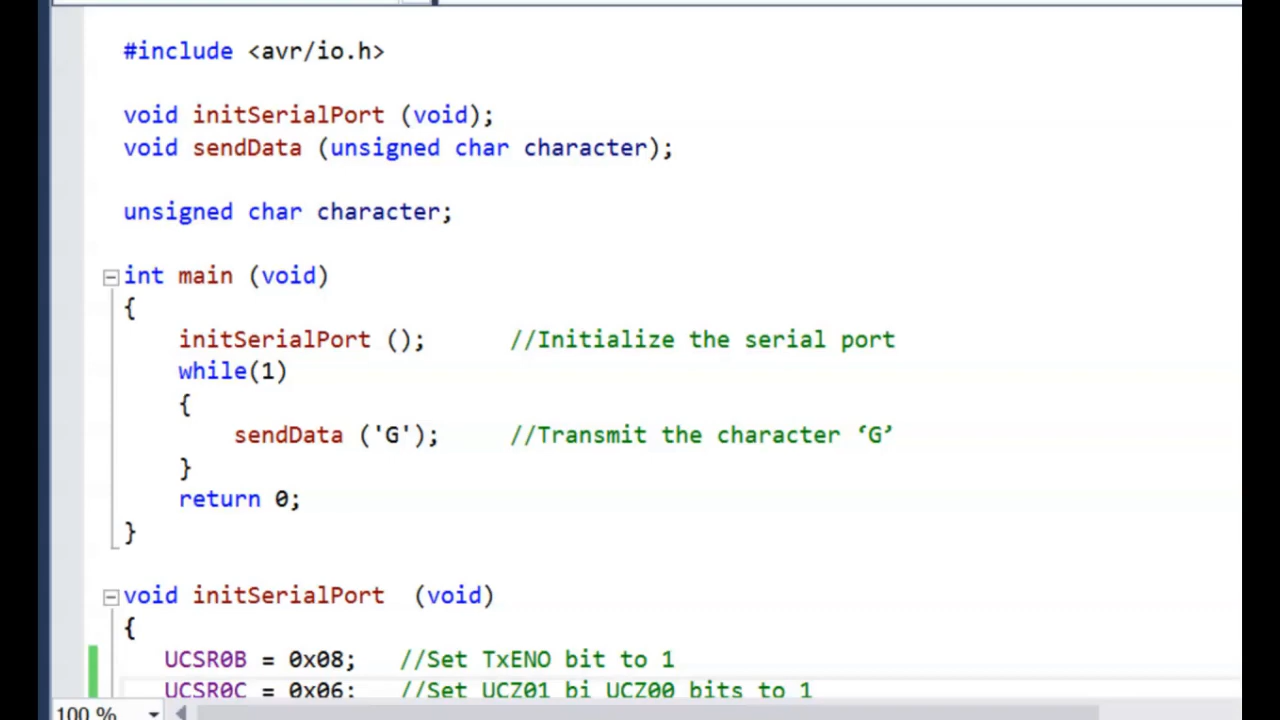 #include <avr/io.h>
void initSerialPort (void);
void sendData (unsigned char character);
unsigned char character;
int main (void)
{
initSerialPort (); //Initialize the serial port
while(1)
{
sendData ('G'); //Transmit the character ‘G’
}
return 0;
}
void initSerialPort (void)
{
UCSR0B = 0x08; //Set TxENO bit to 1
UCSR0C = 0x06; //Set UCZ01 bi UCZ00 bits to 1
100 %